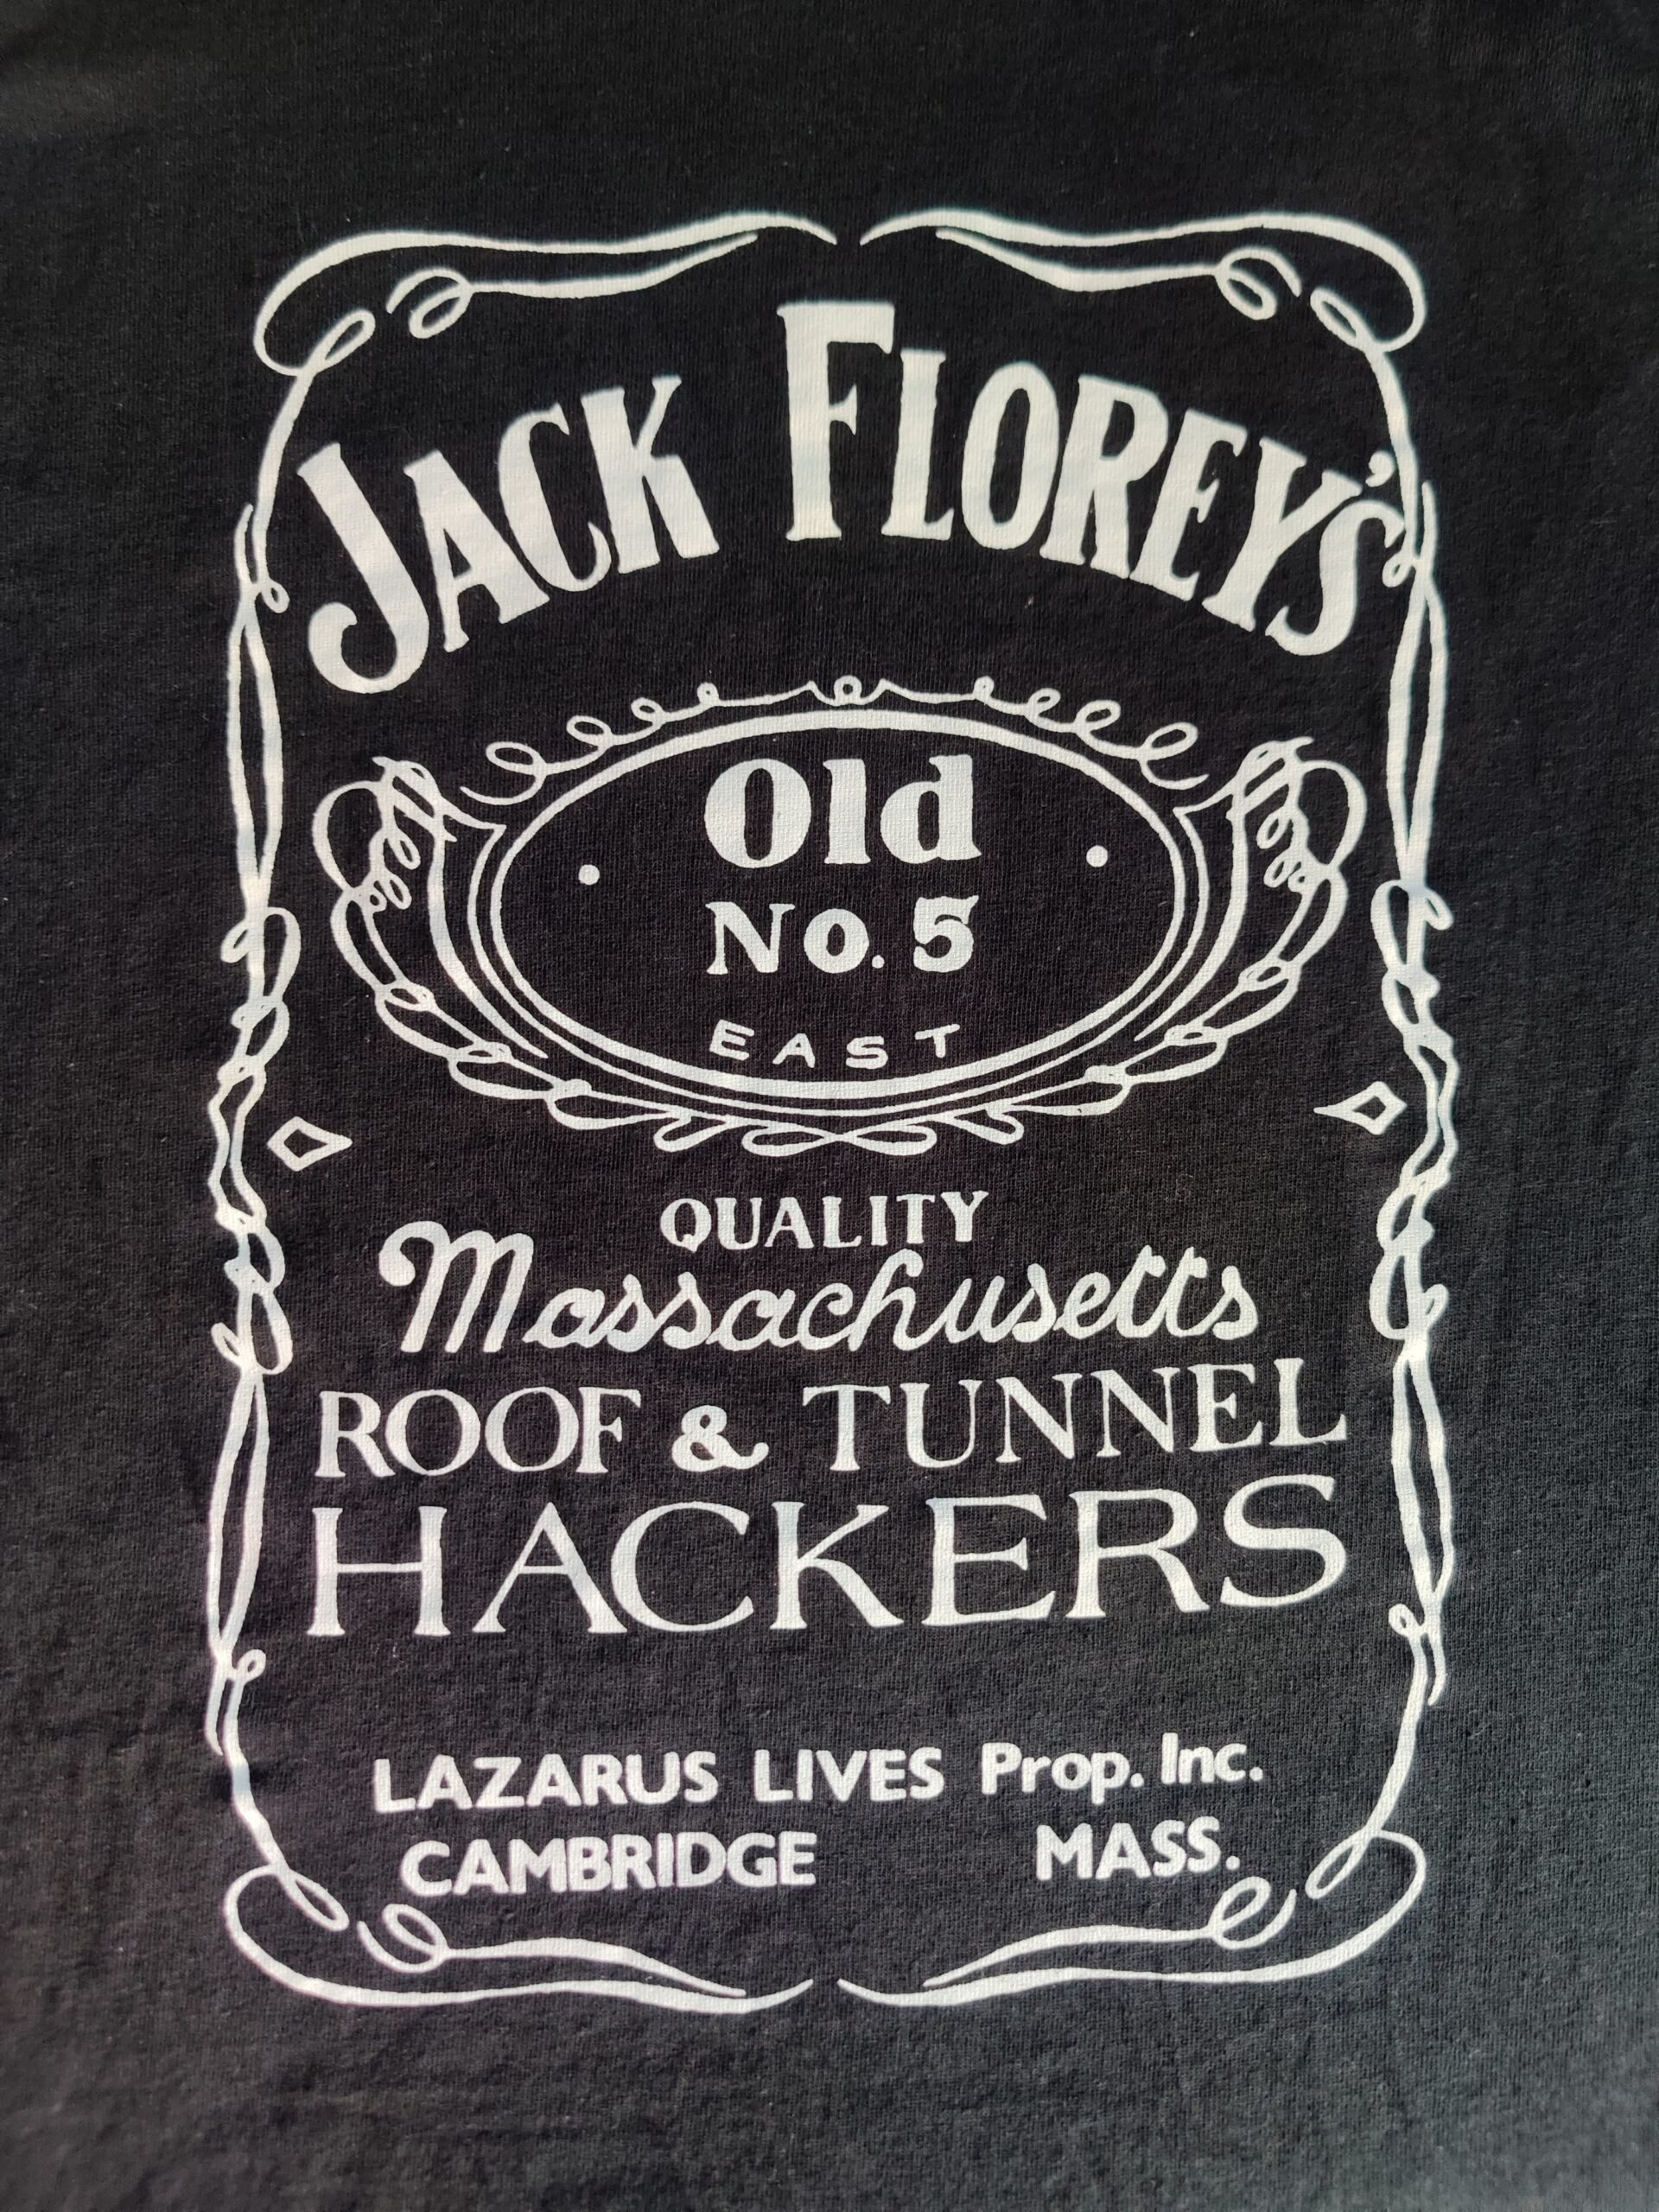 JACK FLOREY'S
Old
No. 5
EAST
QUALITY
Massachusetts
ROOF & TUNNEL
HACKERS
LAZARUS LIVES Prop. Inc.
CAMBRIDGE MASS.